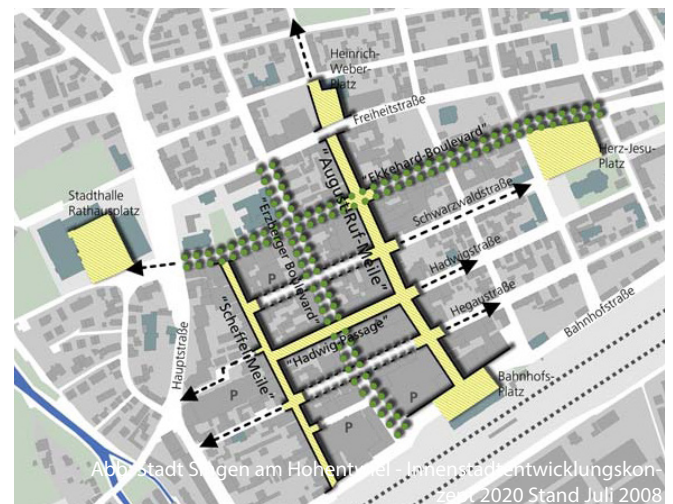 Heinrich-
Weber-
Platz
Freiheitstraße
"Ekkehard-Boulevard"
Herz-Jesu-
Platz
Stadthalle
Rathausplatz
"August-Ruf-Meile"
Schwarzwaldstraße
"Erzberger Boulevard"
P
Hadwigstraße
Hegaustraße
Bahnhofstraße
"Scheffel-Meile"
"Hadwig-Passage"
Hauptstraße
Bahnhofs-
Platz
P
P
P
P
Abb.: Stadt Singen am Hohentwiel - Innenstadtentwicklungskon-
zept 2020 Stand Juli 2008